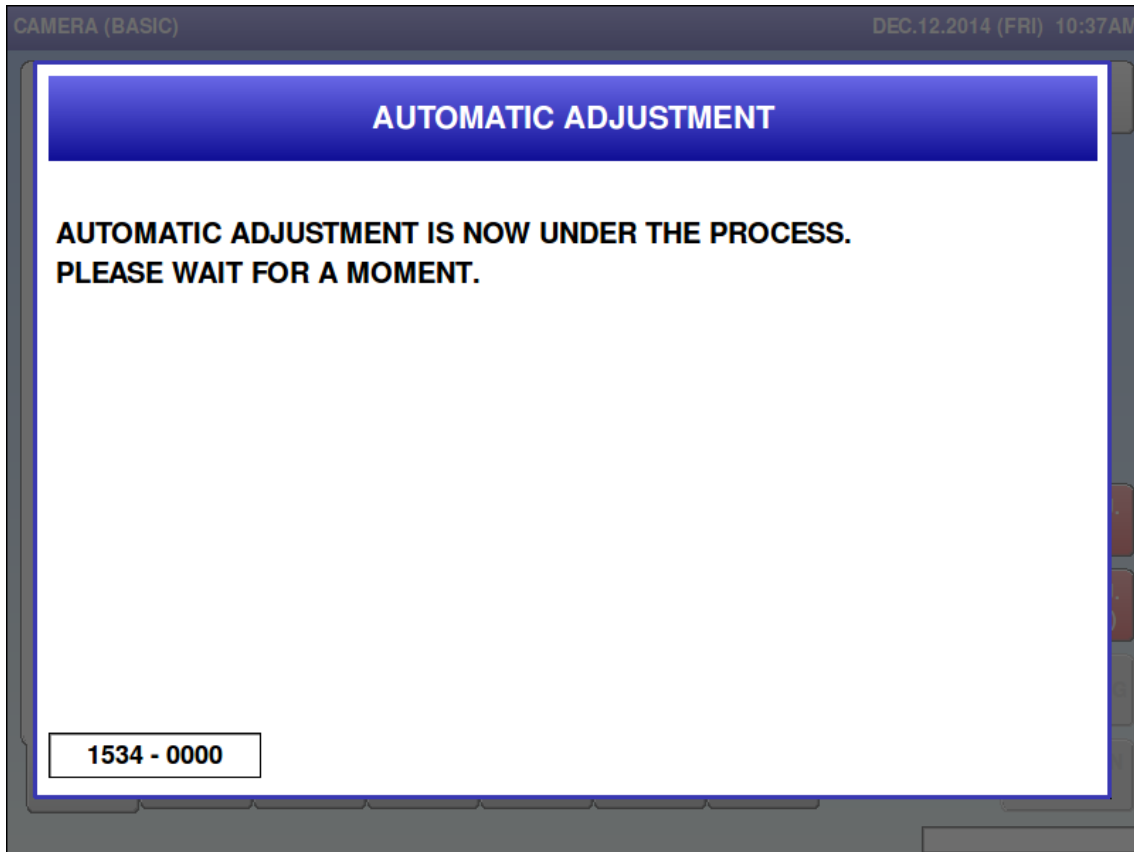 CAMERA (BASIC)
DEC.12.2014 (FRI) 10:37AM
AUTOMATIC ADJUSTMENT
AUTOMATIC ADJUSTMENT IS NOW UNDER THE PROCESS.
PLEASE WAIT FOR A MOMENT.
1534 - 0000